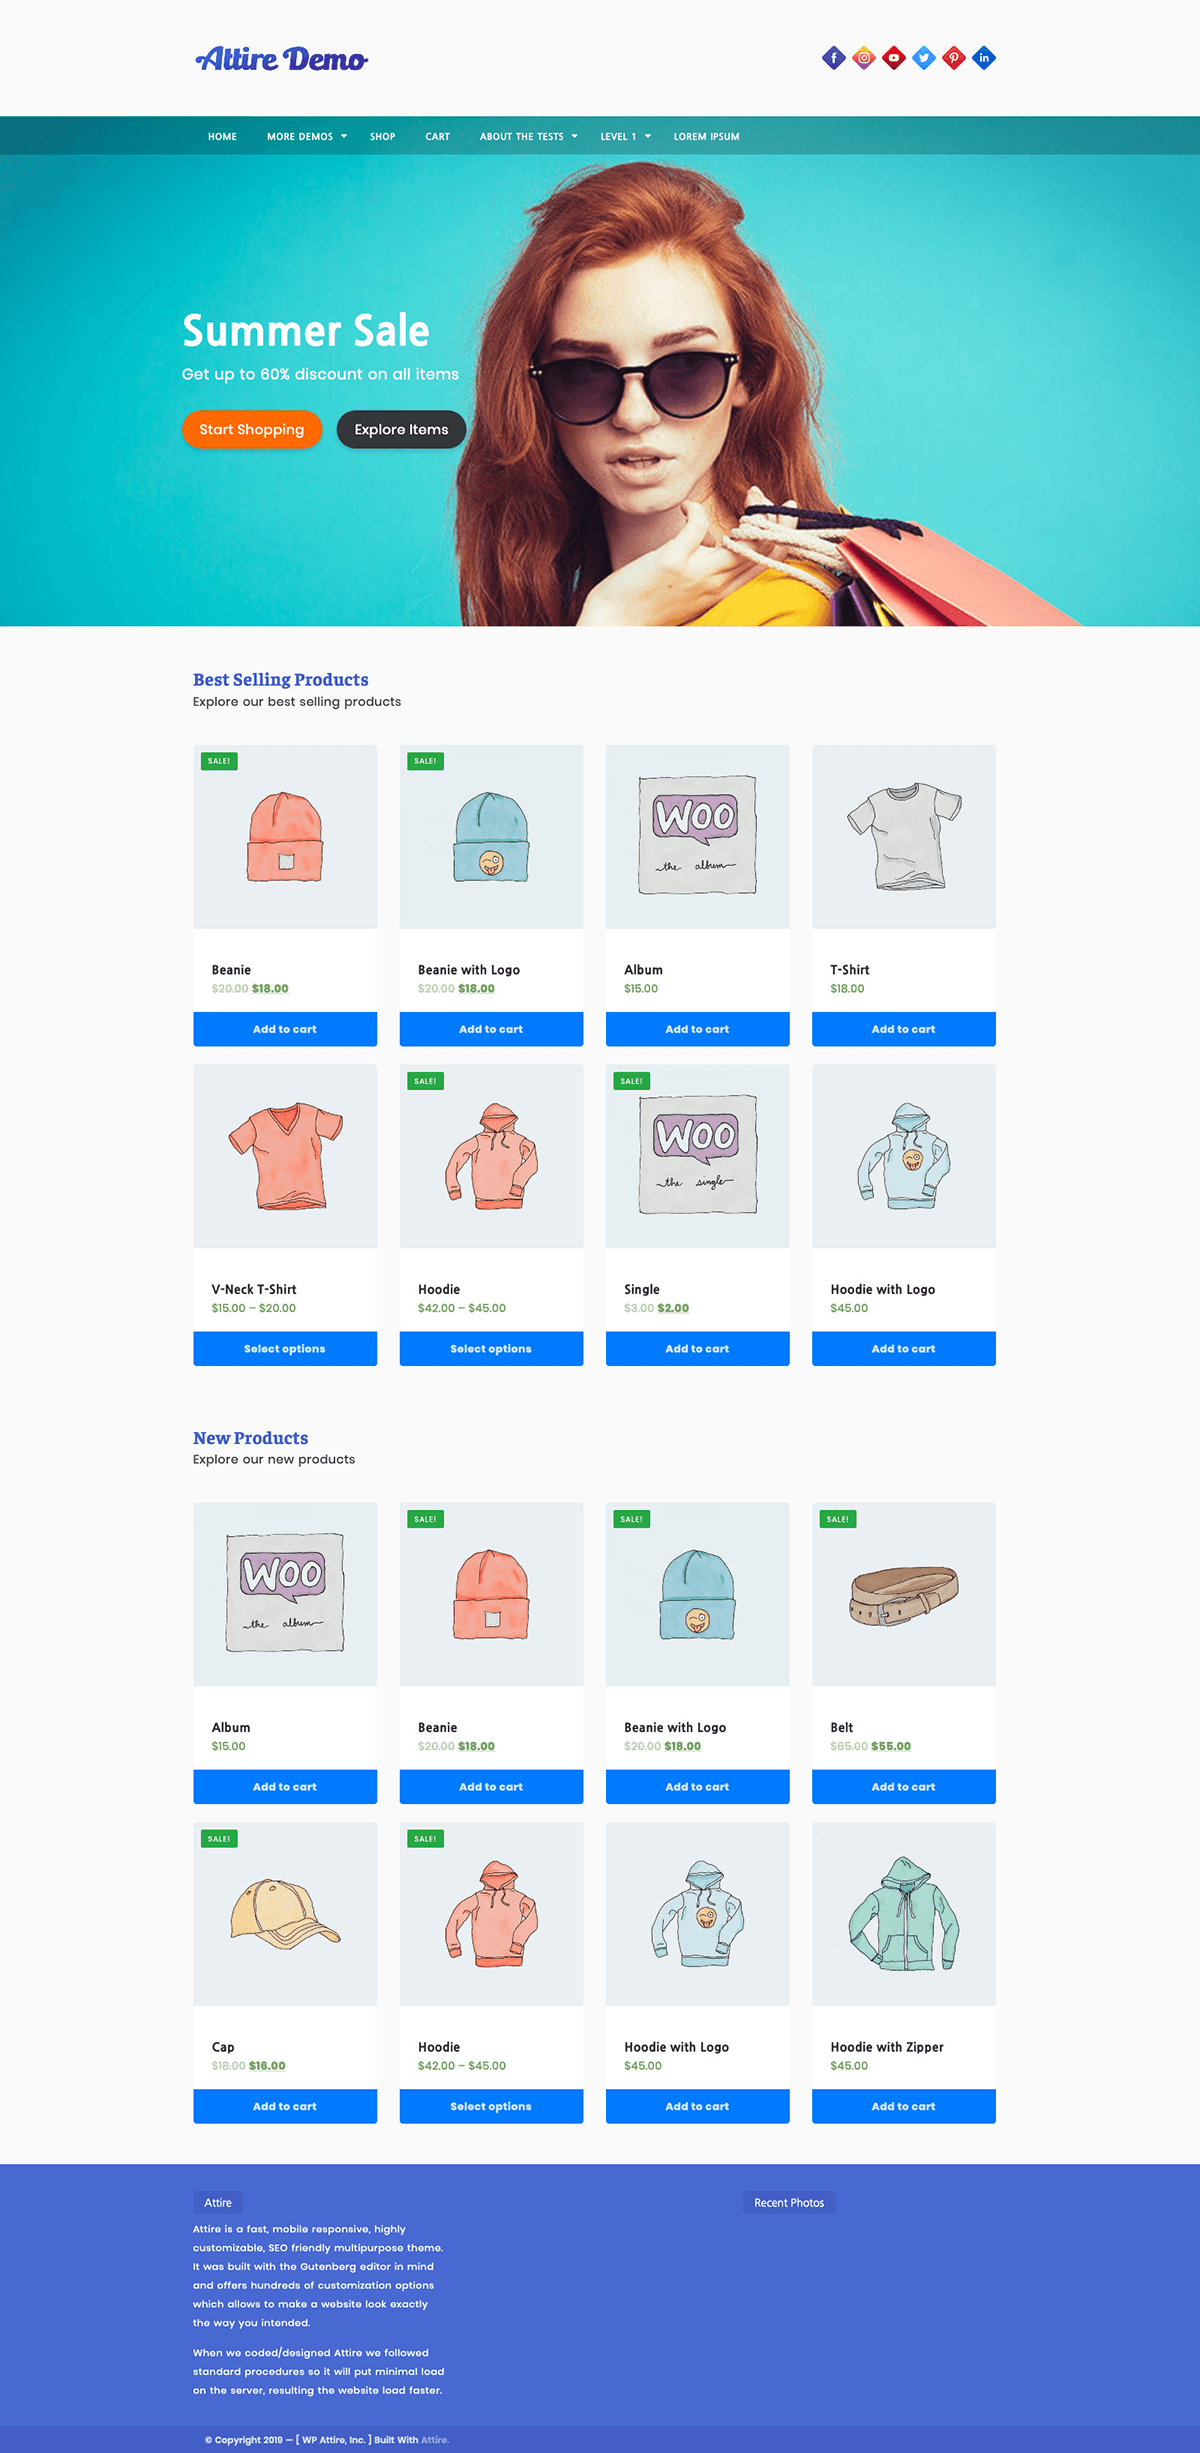 Attire Demo
HOME MORE DEMOS SHOP CART ABOUT THE TESTS LEVEL 1 LOREM IPSUM
Summer Sale
Get up to 60% discount on all items
Start Shopping Explore Items
Best Selling Products
Explore our best selling products
SALE! SALE!
WOO
the album
Beanie Beanie with Logo Album T-Shirt
$20.00 $18.00 $20.00 $18.00 $15.00 $18.00
Add to cart Add to cart Add to cart Add to cart
SALE! SALE!
WOO
the single
V-Neck T-Shirt Hoodie Single Hoodie with Logo
$15.00 – $20.00 $42.00 – $45.00 $3.00 $2.00 $45.00
Select options Select options Add to cart Add to cart
New Products
Explore our new products
SALE! SALE! SALE!
WOO
the album
Album Beanie Beanie with Logo Belt
$15.00 $20.00 $18.00 $20.00 $18.00 $65.00 $55.00
Add to cart Add to cart Add to cart Add to cart
SALE! SALE!
Cap Hoodie Hoodie with Logo Hoodie with Zipper
$18.00 $16.00 $42.00 – $45.00 $45.00 $45.00
Add to cart Select options Add to cart Add to cart
Attire
Attire is a fast, mobile responsive, highly
customizable, SEO friendly multipurpose theme.
It was built with the Gutenberg editor in mind
and offers hundreds of customization options
which allows to make a website look exactly
the way you intended.
When we coded/designed Attire we followed
standard procedures so it will put minimal load
on the server, resulting the website load faster.
Recent Photos
© Copyright 2019 — [ WP Attire, Inc. ] Built With Attire.